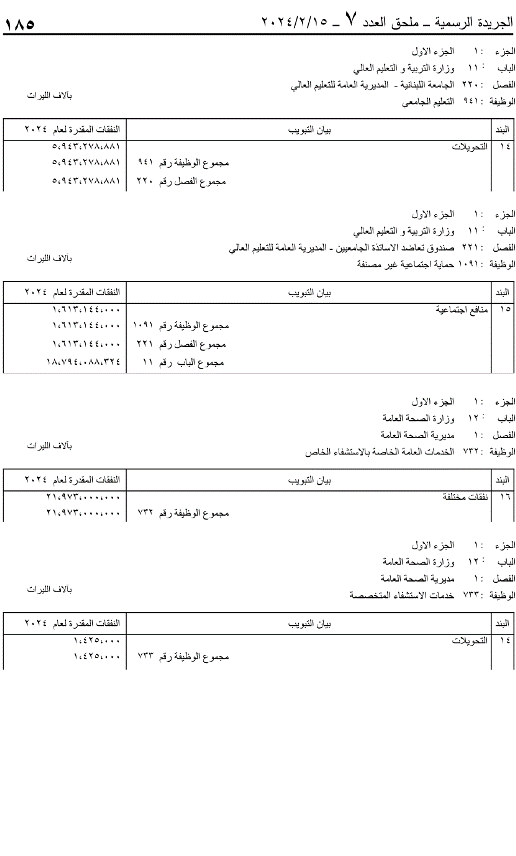 الجريدة الرسمية – ملحق العدد ٧ – ٢٠٢٤/٢/١٥ ١٨٥
الجزء : ١ الجزء الاول
الباب : ١١ وزارة التربية و التعليم العالي
الفصل : ٢٢٠ الجامعة اللبنانية - المديرية العامة للتعليم العالي
الوظيفة : ٩٤١ التعليم الجامعى
بآلاف الليرات
البند بيان التبويب النفقات المقدرة لعام ٢٠٢٤
١٤ التحويلات ٥،٩٤٣،٢٧٨،٨٨١
مجموع الوظيفة رقم ٩٤١ ٥،٩٤٣،٢٧٨،٨٨١
مجموع الفصل رقم ٢٢٠ ٥،٩٤٣،٢٧٨،٨٨١
الجزء : ١ الجزء الاول
الباب : ١١ وزارة التربية و التعليم العالي
الفصل : ٢٢١ صندوق تعاضد الاساتذة الجامعيين - المديرية العامة للتعليم العالي
الوظيفة : ١٠٩١ حماية اجتماعية غير مصنفة
بآلاف الليرات
البند بيان التبويب النفقات المقدرة لعام ٢٠٢٤
١٥ منافع اجتماعية ١،٦١٣،١٤٤،٠٠٠
مجموع الوظيفة رقم ١٠٩١ ١،٦١٣،١٤٤،٠٠٠
مجموع الفصل رقم ٢٢١ ١،٦١٣،١٤٤،٠٠٠
مجموع الباب رقم ١١ ١٨،٧٩٤،٠٨٨،٣٢٤
الجزء : ١ الجزء الاول
الباب : ١٢ وزارة الصحة العامة
الفصل : ١ مديرية الصحة العامة
الوظيفة : ٧٣٢ الخدمات العامة الخاصة بالاستشفاء الخاص
بآلاف الليرات
البند بيان التبويب النفقات المقدرة لعام ٢٠٢٤
١٦ نفقات مختلفة ٢١،٩٧٣،٠٠٠،٠٠٠
مجموع الوظيفة رقم ٧٣٢ ٢١،٩٧٣،٠٠٠،٠٠٠
الجزء : ١ الجزء الاول
الباب : ١٢ وزارة الصحة العامة
الفصل : ١ مديرية الصحة العامة
الوظيفة : ٧٣٣ خدمات الاستشفاء المتخصصة
بآلاف الليرات
البند بيان التبويب النفقات المقدرة لعام ٢٠٢٤
١٤ التحويلات ١،٤٢٥،٠٠٠
مجموع الوظيفة رقم ٧٣٣ ١،٤٢٥،٠٠٠